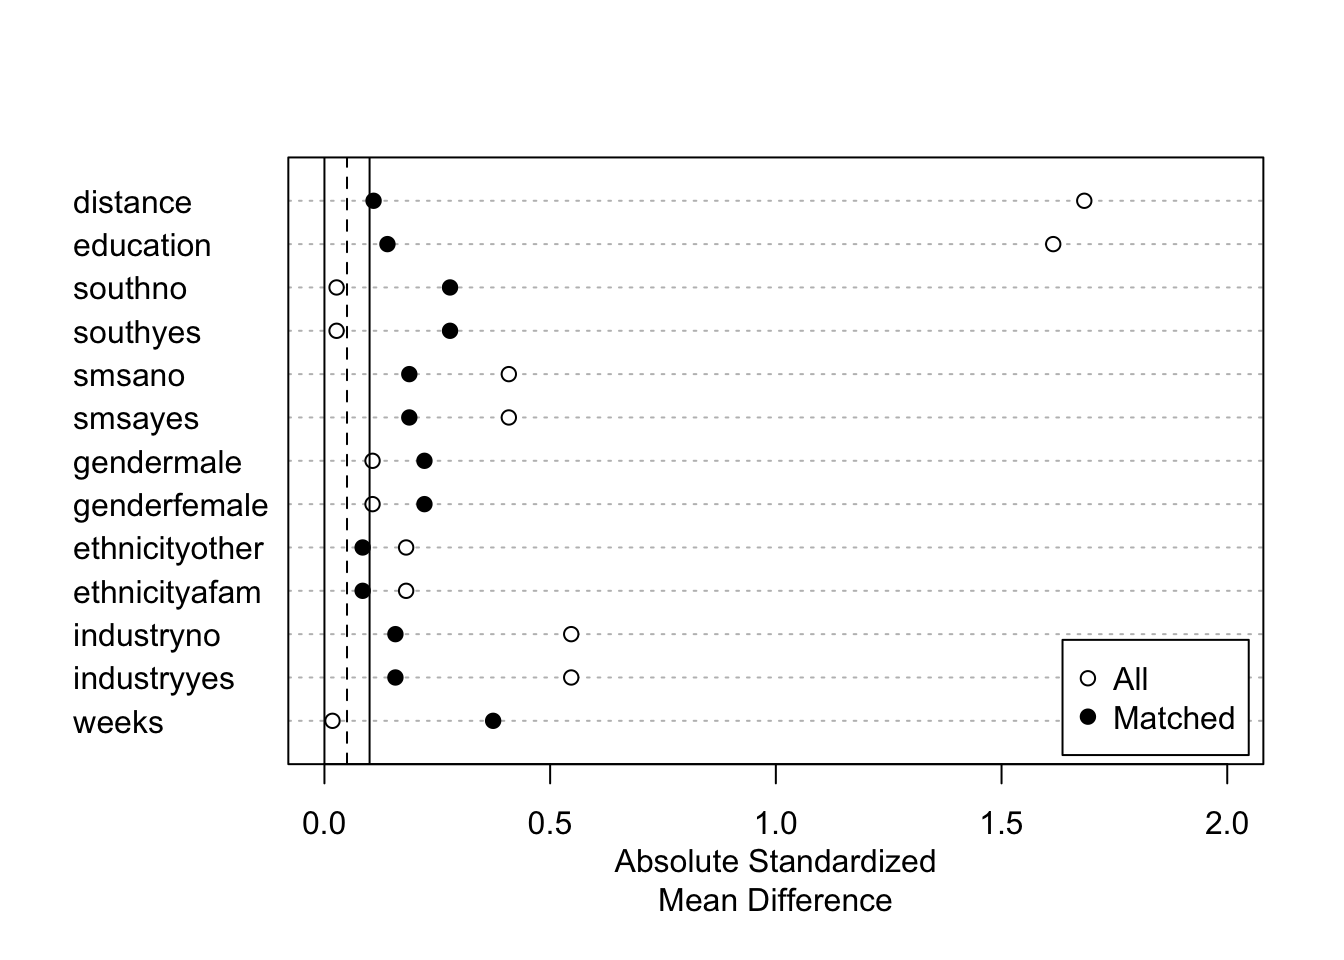 distance
education
southno
southyes
smsano
smsayes
gendermale
genderfemale
ethnicityother
ethnicityafam
industryno
industryyes
weeks
All
Matched
0.0 0.5 1.0 1.5 2.0
Absolute Standardized
Mean Difference